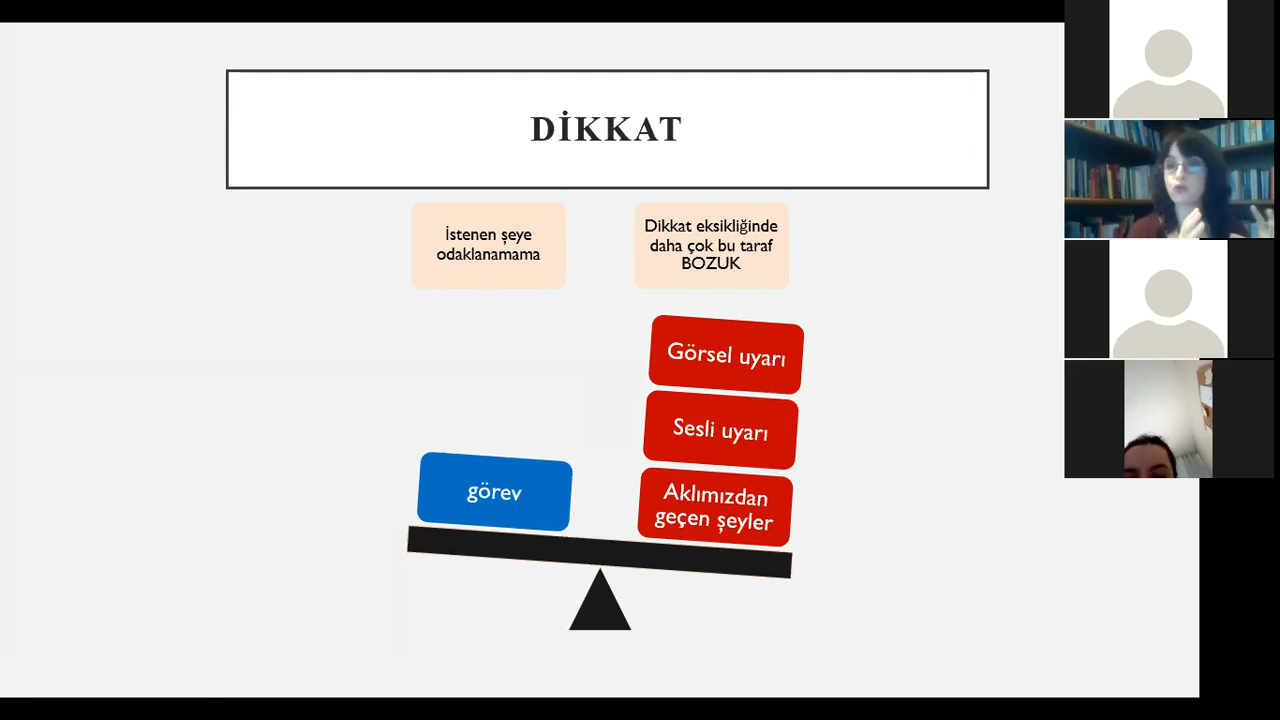 DİKKAT
İstenen şeye
odaklanamama
Dikkat eksikliğinde
daha çok bu taraf
BOZUK
Görsel uyarı
Sesli uyarı
Aklımızdan
geçen şeyler
görev